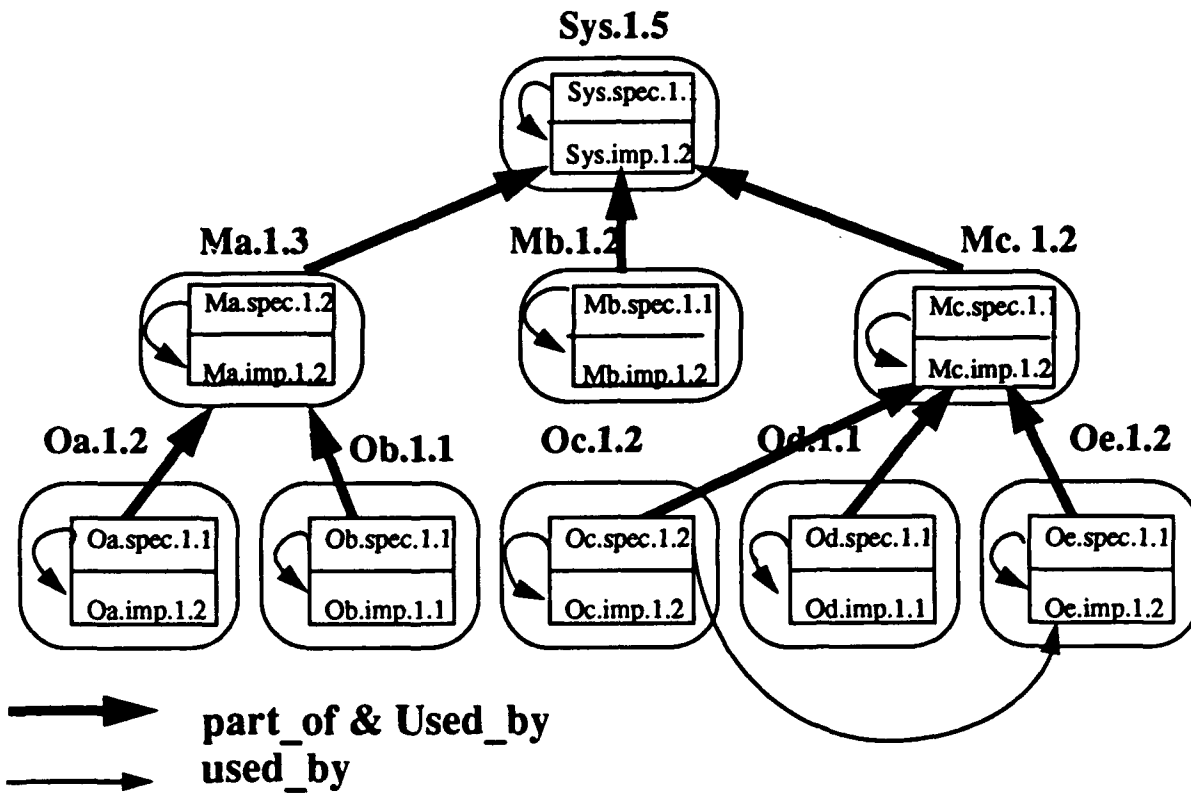 Sys.1.5
Sys.spec.1.1
Sys.imp.1.2
Ma.1.3
Mb.1.2
Mc. 1.2
Ma.spec.1.2
Ma.imp.1.2
Mb.spec.1.1
Mb.imp.1.2
Mc.spec.1.1
Mc.imp.1.2
Oa.1.2
Ob.1.1
Oc.1.2
Od.1.1
Oe.1.2
Oa.spec.1.1
Oa.imp.1.2
Ob.spec.1.1
Ob.imp.1.1
Oc.spec.1.2
Oc.imp.1.2
Od.spec.1.1
Od.imp.1.1
Oe.spec.1.1
Oe.imp.1.2
part_of & Used_by
used_by